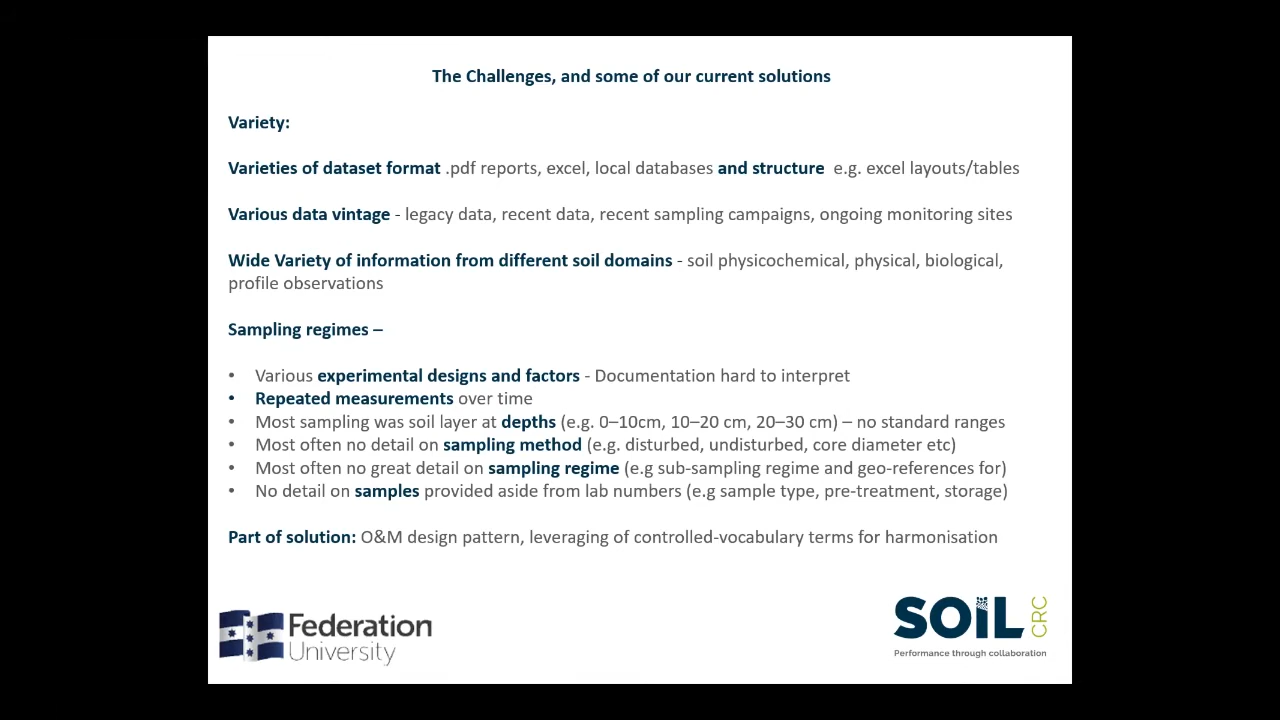 The Challenges, and some of our current solutions
Variety:
Varieties of dataset format .pdf reports, excel, local databases and structure e.g. excel layouts/tables
Various data vintage - legacy data, recent data, recent sampling campaigns, ongoing monitoring sites
Wide Variety of information from different soil domains - soil physicochemical, physical, biological,
profile observations
Sampling regimes –
• Various experimental designs and factors - Documentation hard to interpret
• Repeated measurements over time
• Most sampling was soil layer at depths (e.g. 0–10cm, 10–20 cm, 20–30 cm) – no standard ranges
• Most often no detail on sampling method (e.g. disturbed, undisturbed, core diameter etc)
• Most often no great detail on sampling regime (e.g sub-sampling regime and geo-references for)
• No detail on samples provided aside from lab numbers (e.g sample type, pre-treatment, storage)
Part of solution: O&M design pattern, leveraging of controlled-vocabulary terms for harmonisation
Federation
University
SOIL CRC
Performance through collaboration